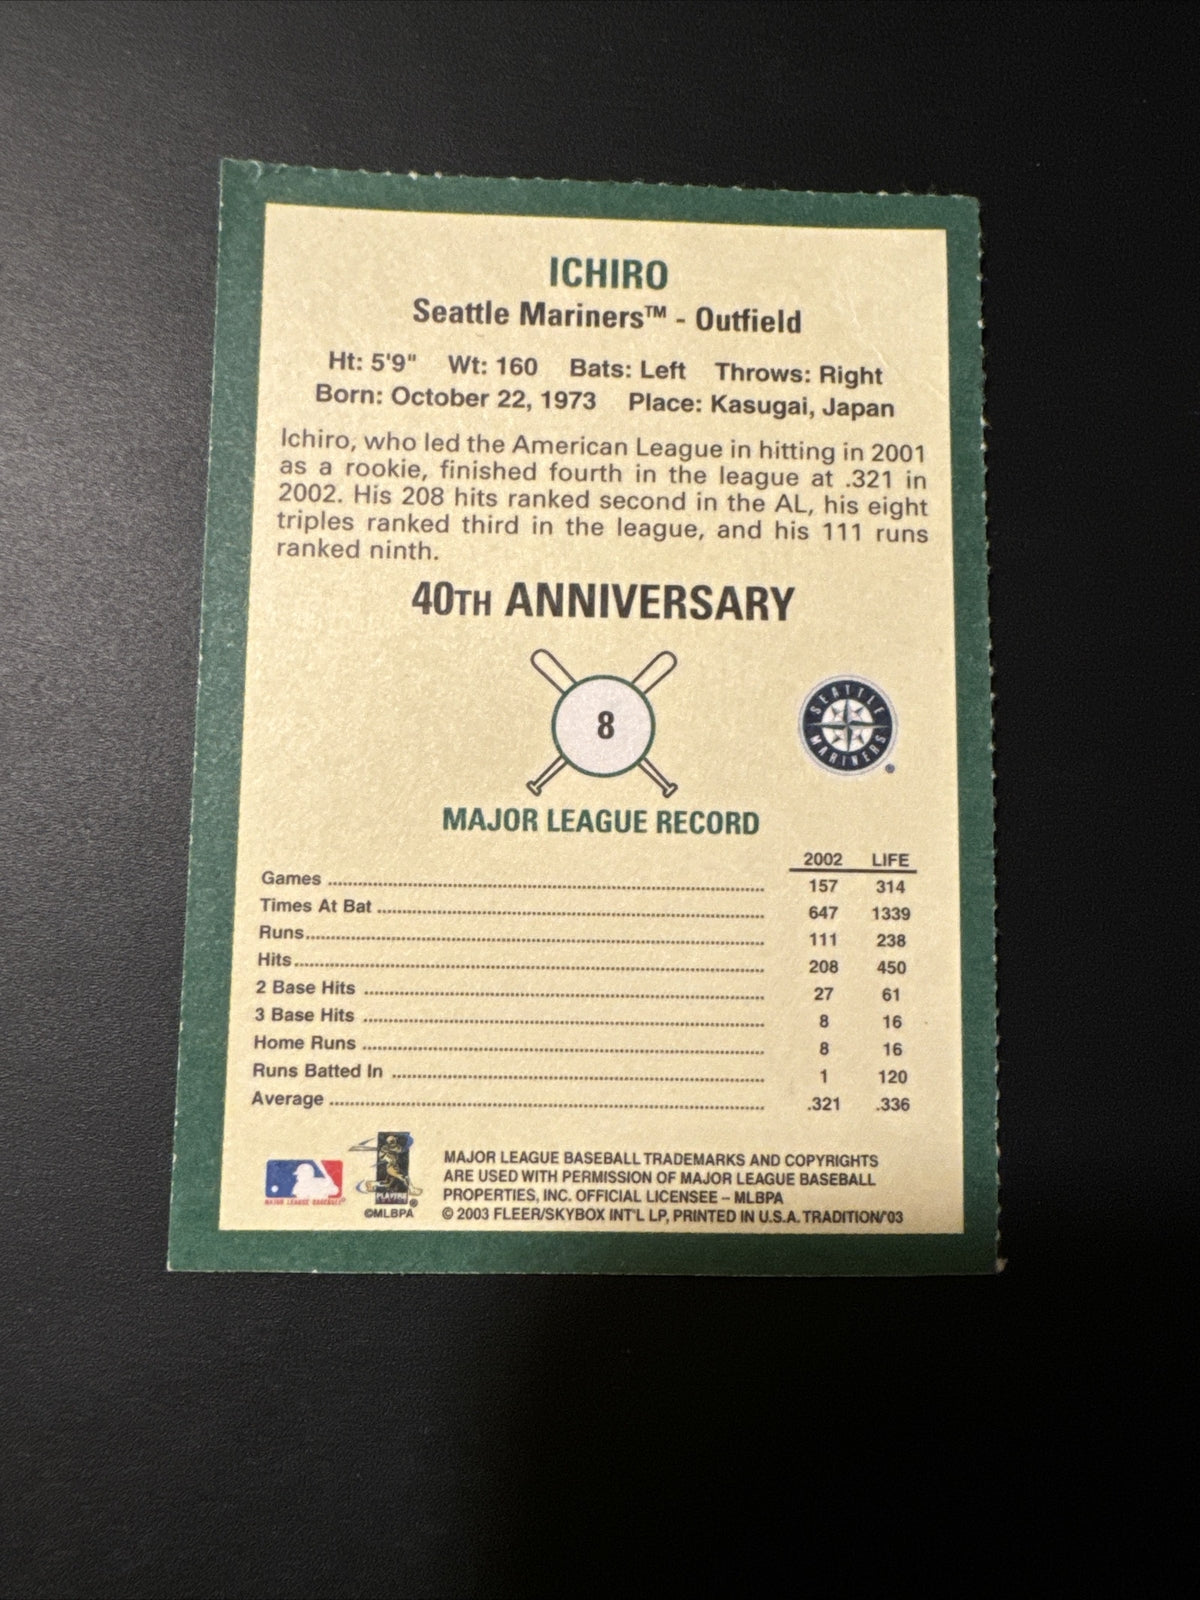 ICHIRO
Seattle Mariners™ - Outfield
Ht: 5'9" Wt: 160 Bats: Left Throws: Right
Born: October 22, 1973 Place: Kasugai, Japan
Ichiro, who led the American League in hitting in 2001
as a rookie, finished fourth in the league at .321 in
2002. His 208 hits ranked second in the AL, his eight
triples ranked third in the league, and his 111 runs
ranked ninth.
40TH ANNIVERSARY
8
SEATTLE MARINERS ®
MAJOR LEAGUE RECORD
2002 LIFE
Games 157 314
Times At Bat 647 1339
Runs 111 238
Hits 208 450
2 Base Hits 27 61
3 Base Hits 8 16
Home Runs 8 16
Runs Batted In 1 120
Average .321 .336
MAJOR LEAGUE BASEBALL®
PLAYERS ®
©MLBPA
MAJOR LEAGUE BASEBALL TRADEMARKS AND COPYRIGHTS
ARE USED WITH PERMISSION OF MAJOR LEAGUE BASEBALL
PROPERTIES, INC. OFFICIAL LICENSEE – MLBPA
© 2003 FLEER/SKYBOX INT'L LP, PRINTED IN U.S.A. TRADITION/'03